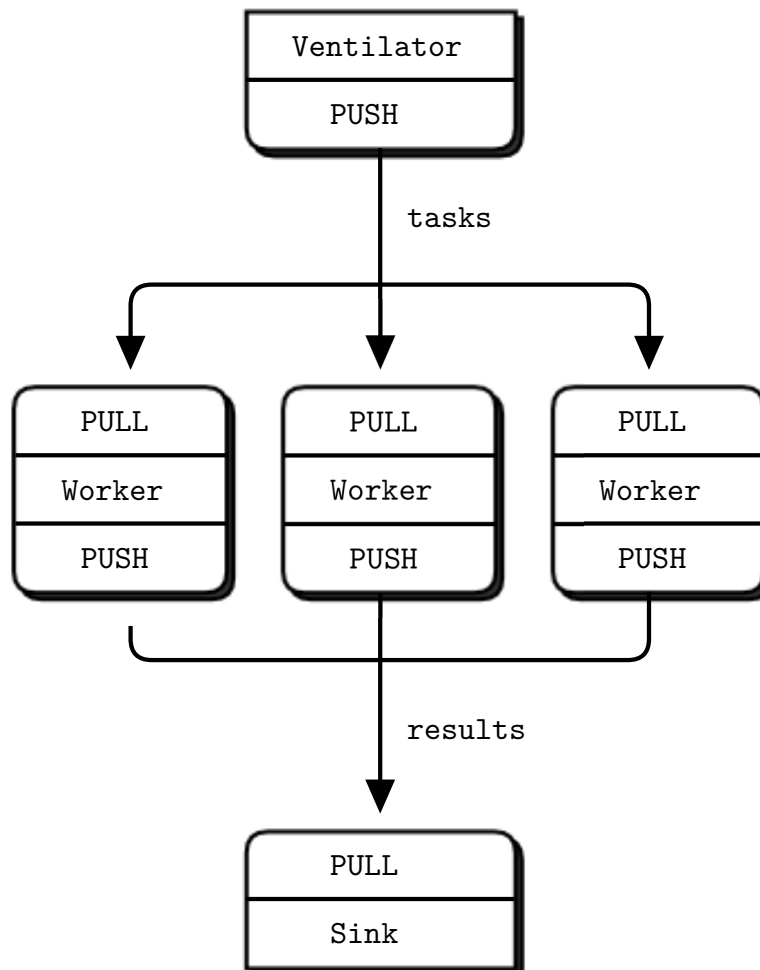 Ventilator
PUSH
tasks
PULL PULL PULL
Worker Worker Worker
PUSH PUSH PUSH
results
PULL
Sink